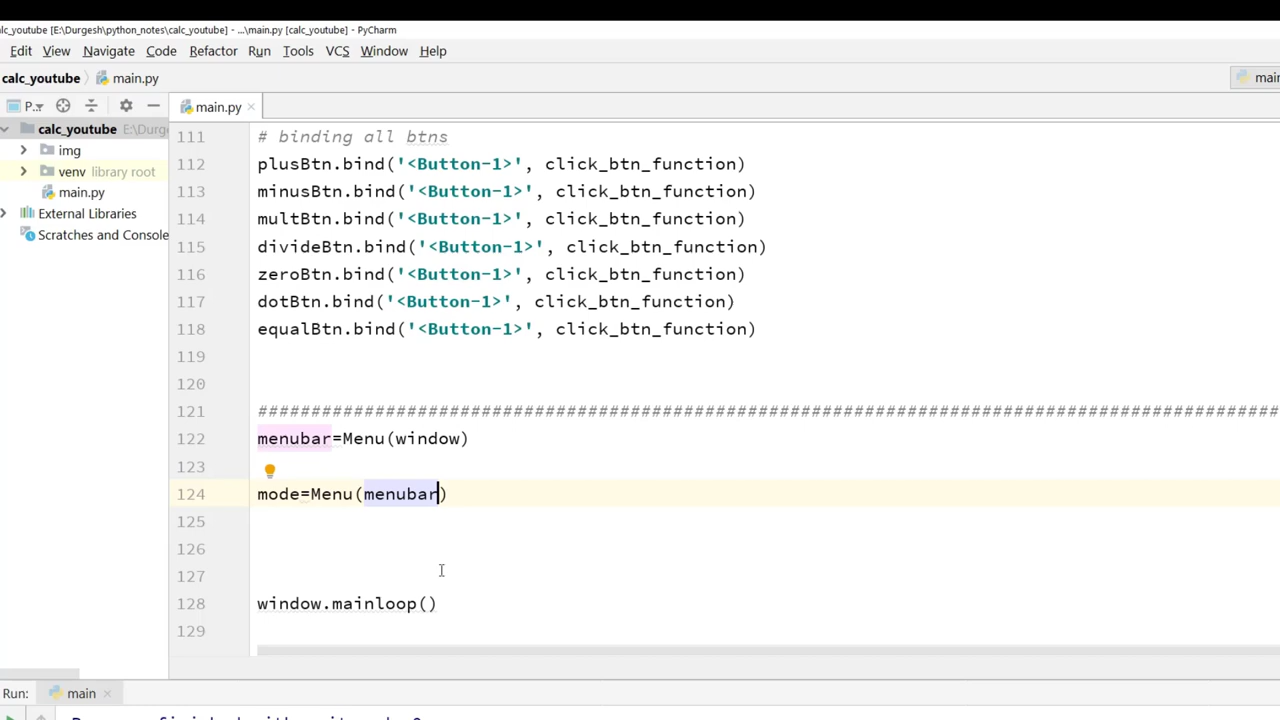 alc_youtube [E:\Durgesh\python_notes\calc_youtube] - ...\main.py [calc_youtube] - PyCharm
Edit View Navigate Code Refactor Run Tools VCS Window Help
calc_youtube main.py main
P.. main.py
calc_youtube E:\Durge
img
venv library root
main.py
External Libraries
Scratches and Console
111 # binding all btns
112 plusBtn.bind('<Button-1>', click_btn_function)
113 minusBtn.bind('<Button-1>', click_btn_function)
114 multBtn.bind('<Button-1>', click_btn_function)
115 divideBtn.bind('<Button-1>', click_btn_function)
116 zeroBtn.bind('<Button-1>', click_btn_function)
117 dotBtn.bind('<Button-1>', click_btn_function)
118 equalBtn.bind('<Button-1>', click_btn_function)
119
120
121 ################################################################################################
122 menubar=Menu(window)
123
124 mode=Menu(menubar)
125
126
127
128 window.mainloop()
129
Run: main